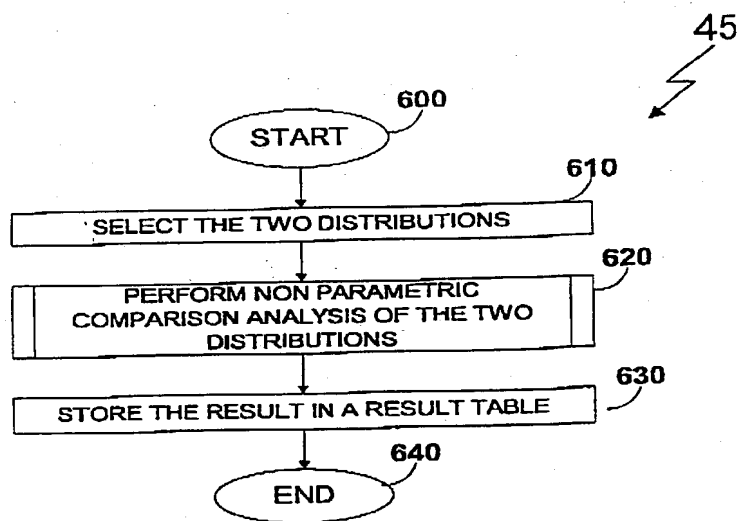 45
600
START
610
SELECT THE TWO DISTRIBUTIONS
620
PERFORM NON PARAMETRIC
COMPARISON ANALYSIS OF THE TWO
DISTRIBUTIONS
630
STORE THE RESULT IN A RESULT TABLE
640
END